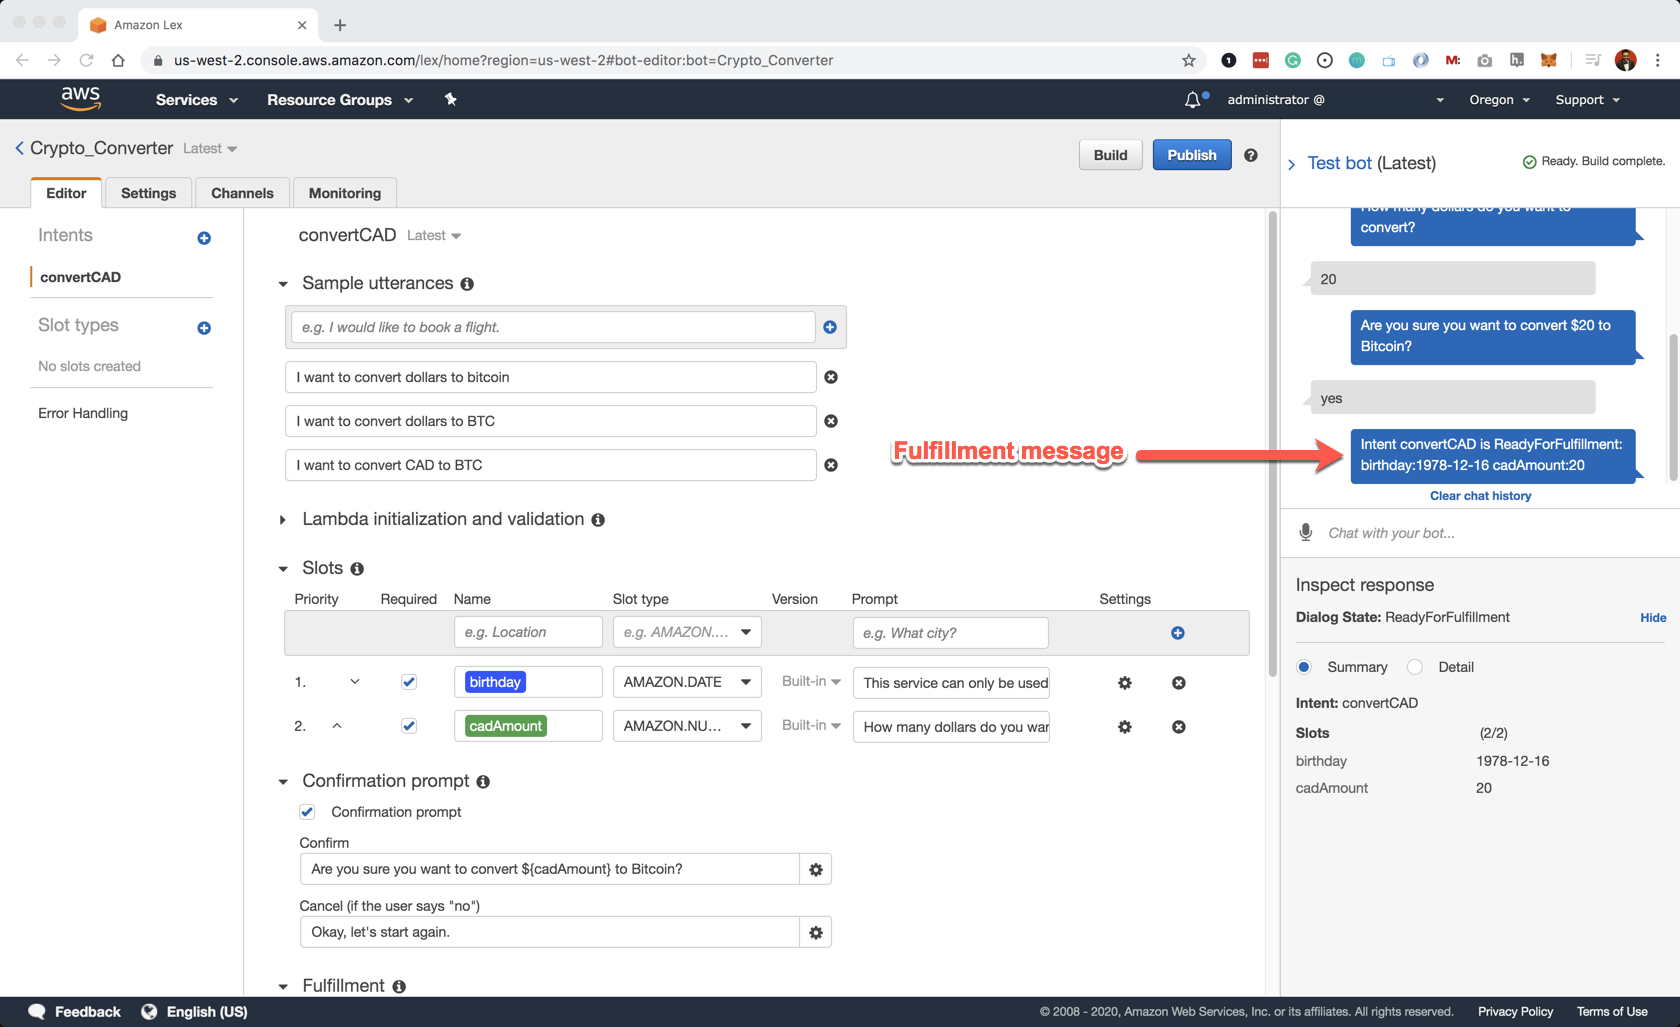 Amazon Lex
us-west-2.console.aws.amazon.com/lex/home?region=us-west-2#bot-editor:bot=Crypto_Converter
aws
Services
Resource Groups
administrator @
Oregon
Support
Crypto_Converter Latest
Build
Publish
Editor
Settings
Channels
Monitoring
Intents
convertCAD
Slot types
No slots created
Error Handling
convertCAD Latest
Sample utterances
e.g. I would like to book a flight.
I want to convert dollars to bitcoin
I want to convert dollars to BTC
I want to convert CAD to BTC
Lambda initialization and validation
Slots
Priority Required Name Slot type Version Prompt Settings
e.g. Location e.g. AMAZON.... e.g. What city?
1. birthday AMAZON.DATE Built-in This service can only be used
2. cadAmount AMAZON.NU... Built-in How many dollars do you war
Confirmation prompt
Confirmation prompt
Confirm
Are you sure you want to convert ${cadAmount} to Bitcoin?
Cancel (if the user says "no")
Okay, let's start again.
Fulfillment
Fulfillment message
Test bot (Latest)
Ready. Build complete.
How many dollars do you want to
convert?
20
Are you sure you want to convert $20 to
Bitcoin?
yes
Intent convertCAD is ReadyForFulfillment:
birthday:1978-12-16 cadAmount:20
Clear chat history
Chat with your bot...
Inspect response
Dialog State: ReadyForFulfillment
Hide
Summary
Detail
Intent: convertCAD
Slots (2/2)
birthday 1978-12-16
cadAmount 20
Feedback
English (US)
© 2008 - 2020, Amazon Web Services, Inc. or its affiliates. All rights reserved.
Privacy Policy
Terms of Use